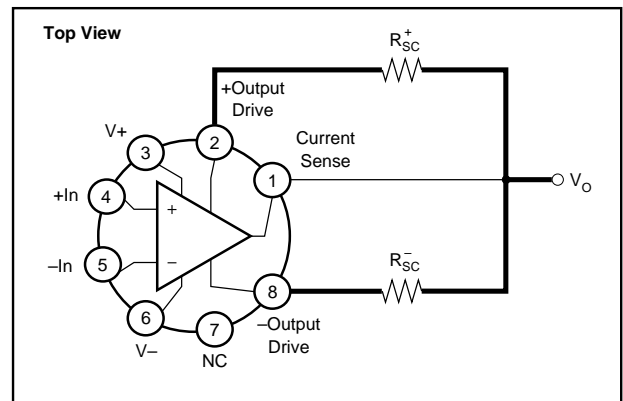 Top View
R+SC
+Output
Drive
V+
2
3
Current
Sense
1
+In
4
+
VO
–In
5
–
R–SC
8
6
7
–Output
Drive
V–
NC